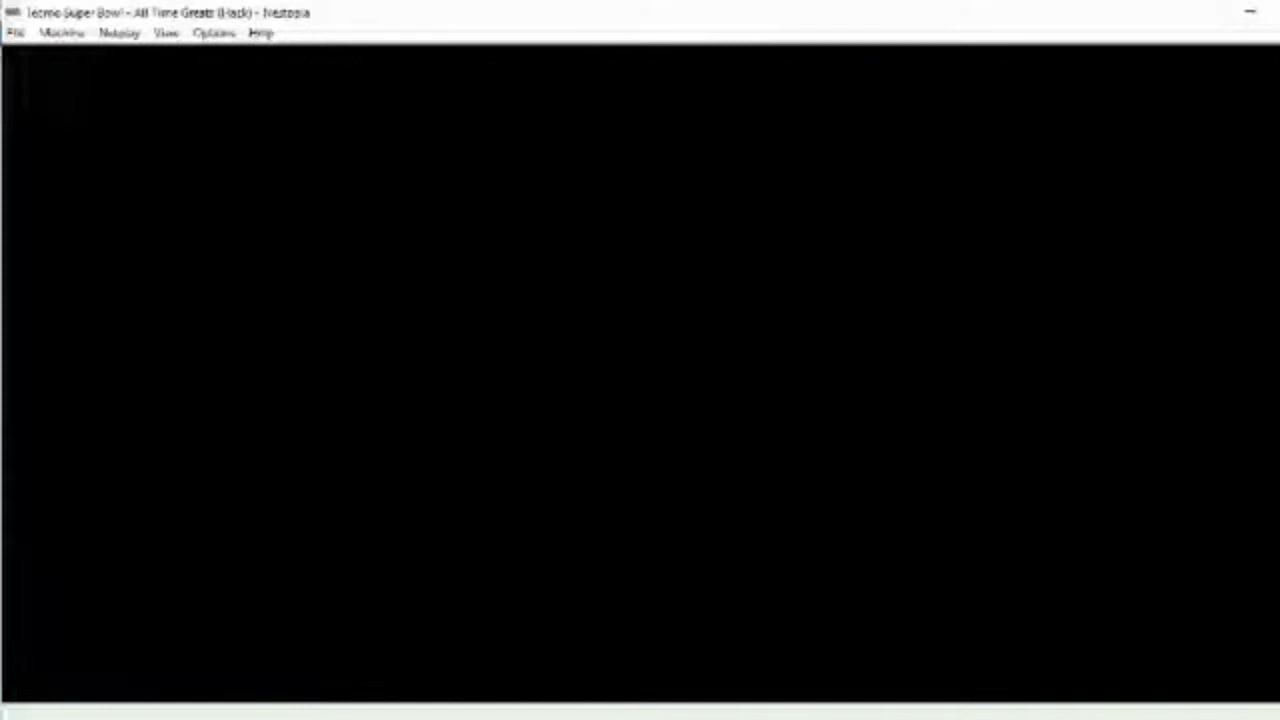 Tecmo Super Bowl - All Time Greats (Hack) - Nestopia
File Machine Netplay View Options Help